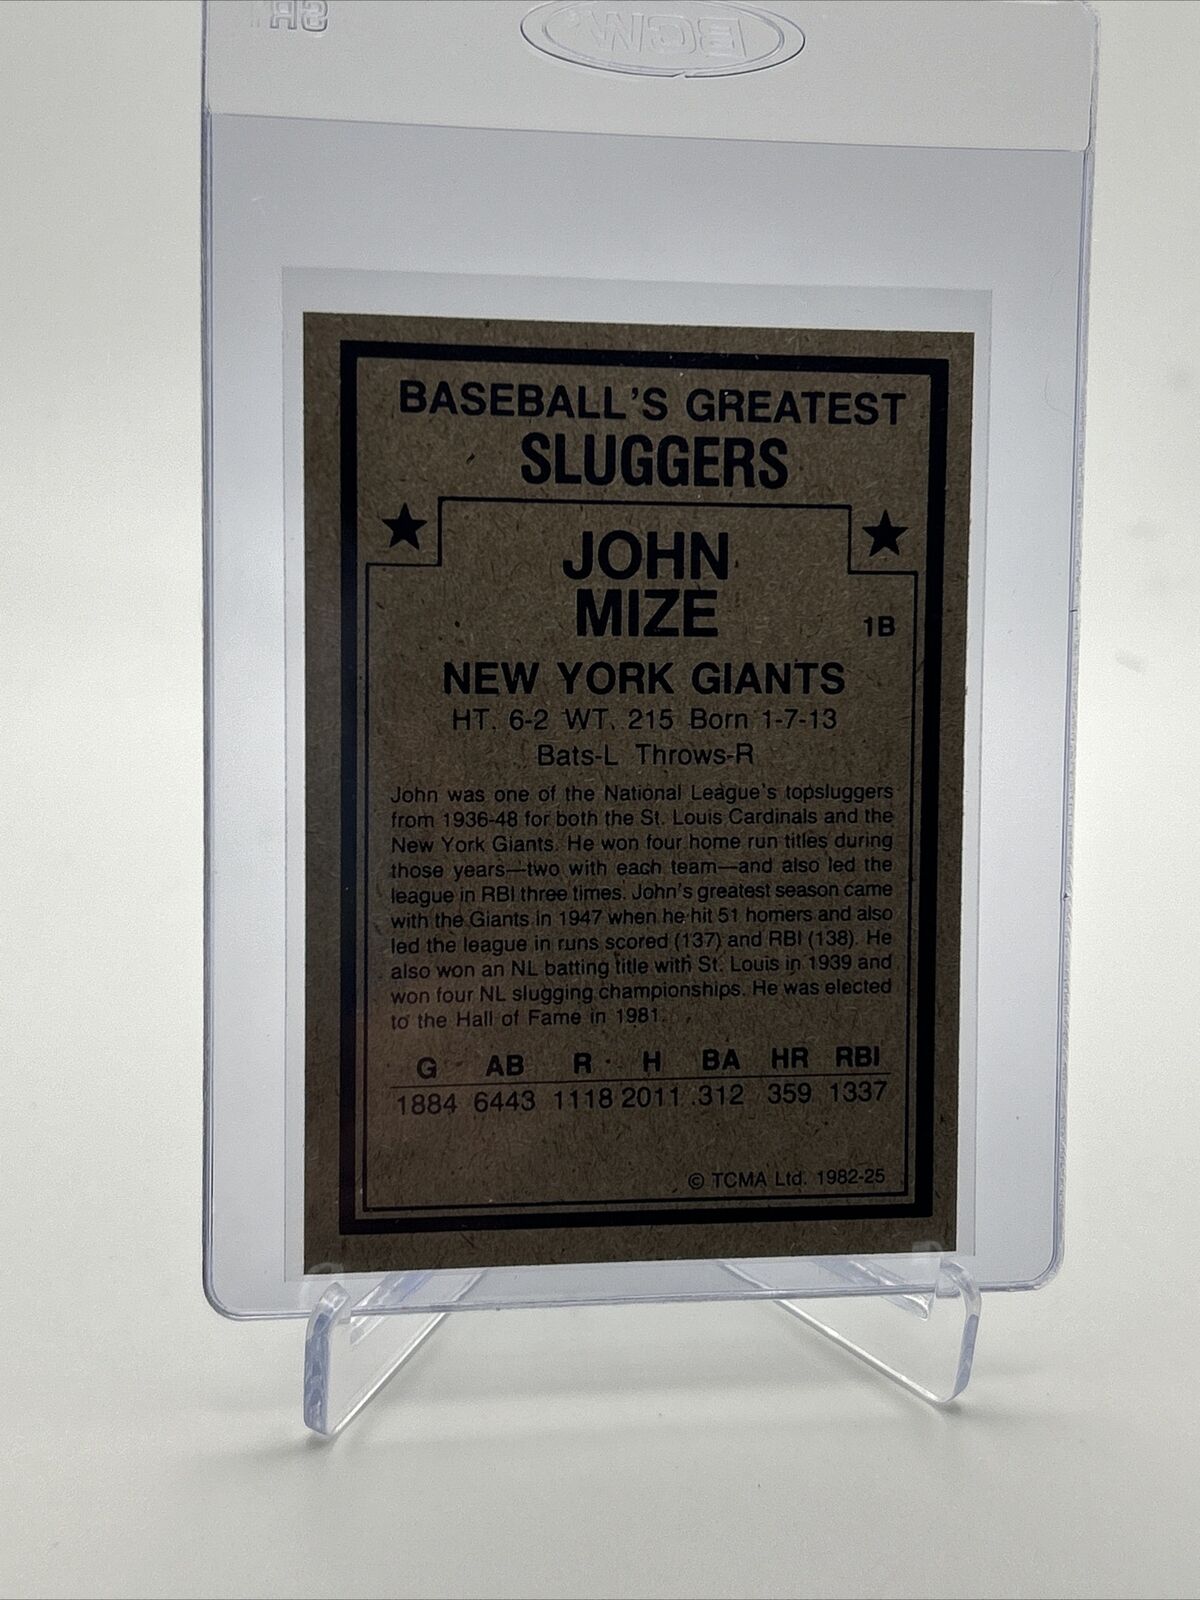 BCW
BASEBALL'S GREATEST
SLUGGERS
JOHN
MIZE
1B
NEW YORK GIANTS
HT. 6-2 WT. 215 Born 1-7-13
Bats-L Throws-R
John was one of the National League's topsluggers
from 1936-48 for both the St. Louis Cardinals and the
New York Giants. He won four home run titles during
those years—two with each team—and also led the
league in RBI three times. John's greatest season came
with the Giants in 1947 when he hit 51 homers and also
led the league in runs scored (137) and RBI (138). He
also won an NL batting title with St. Louis in 1939 and
won four NL slugging championships. He was elected
to the Hall of Fame in 1981.
G AB R H BA HR RBI
1884 6443 1118 2011 .312 359 1337
© TCMA Ltd. 1982-25